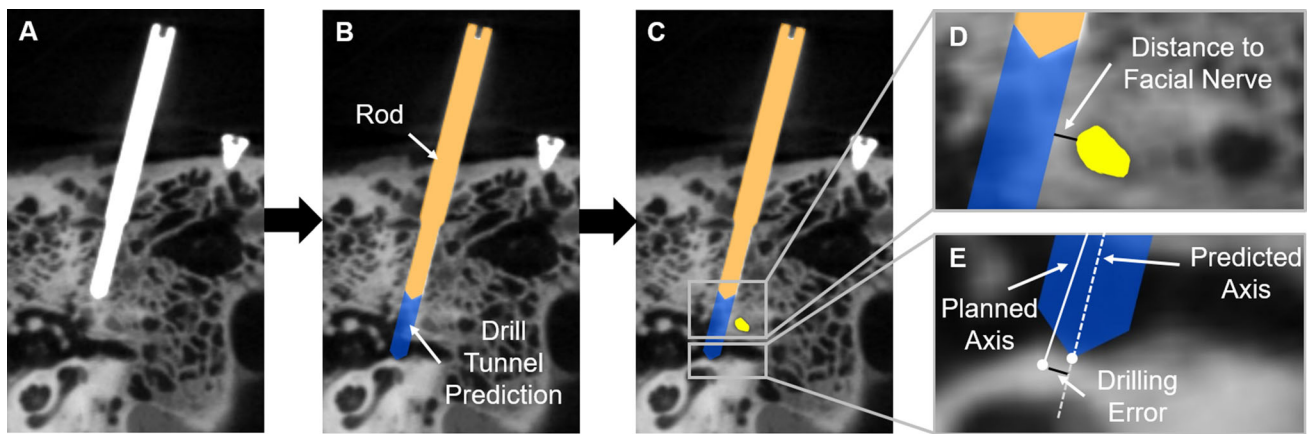 A
B
Rod
Drill
Tunnel
Prediction
C
D
Distance to
Facial Nerve
E
Predicted
Axis
Planned
Axis
Drilling
Error